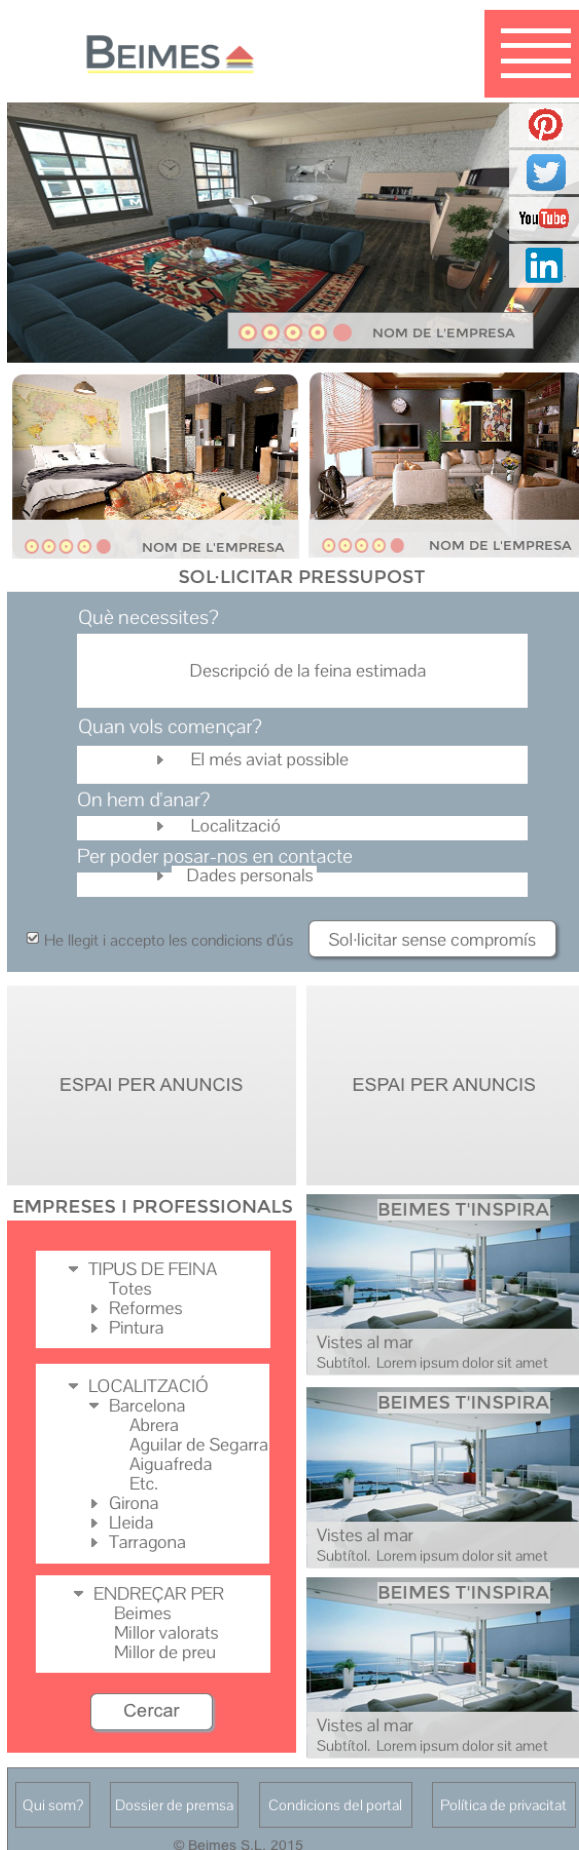 BEIMES
You Tube
in
NOM DE L'EMPRESA
NOM DE L'EMPRESA
NOM DE L'EMPRESA
SOL·LICITAR PRESSUPOST
Què necessites?
Descripció de la feina estimada
Quan vols començar?
El més aviat possible
On hem d'anar?
Localització
Per poder posar-nos en contacte
Dades personals
He llegit i accepto les condicions d'ús
Sol·licitar sense compromís
ESPAI PER ANUNCIS
ESPAI PER ANUNCIS
EMPRESES I PROFESSIONALS
TIPUS DE FEINA
Totes
Reformes
Pintura
LOCALITZACIÓ
Barcelona
Abrera
Aguilar de Segarra
Aiguafreda
Etc.
Girona
Lleida
Tarragona
ENDREÇAR PER
Beimes
Millor valorats
Millor de preu
Cercar
BEIMES T'INSPIRA
Vistes al mar
Subtítol. Lorem ipsum dolor sit amet
BEIMES T'INSPIRA
Vistes al mar
Subtítol. Lorem ipsum dolor sit amet
BEIMES T'INSPIRA
Vistes al mar
Subtítol. Lorem ipsum dolor sit amet
Qui som?
Dossier de premsa
Condicions del portal
Política de privacitat
© Beimes S.L. 2015